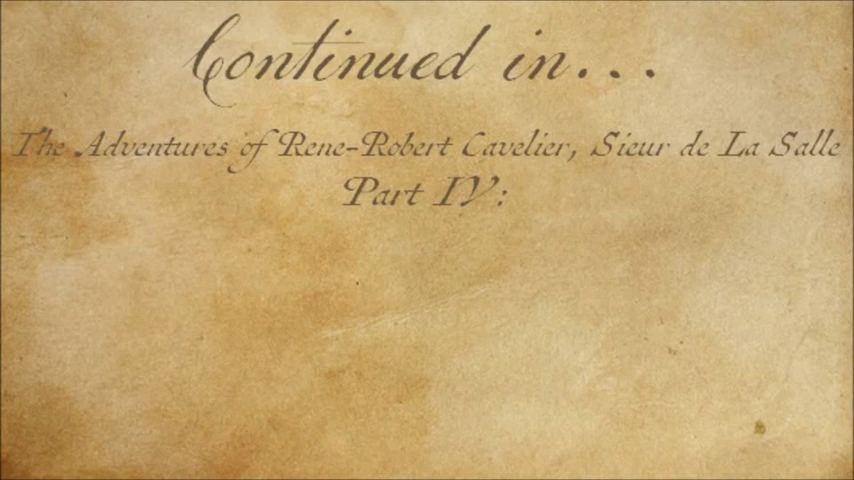 Continued in...
The Adventures of Rene-Robert Cavelier, Sieur de La Salle
Part IV: